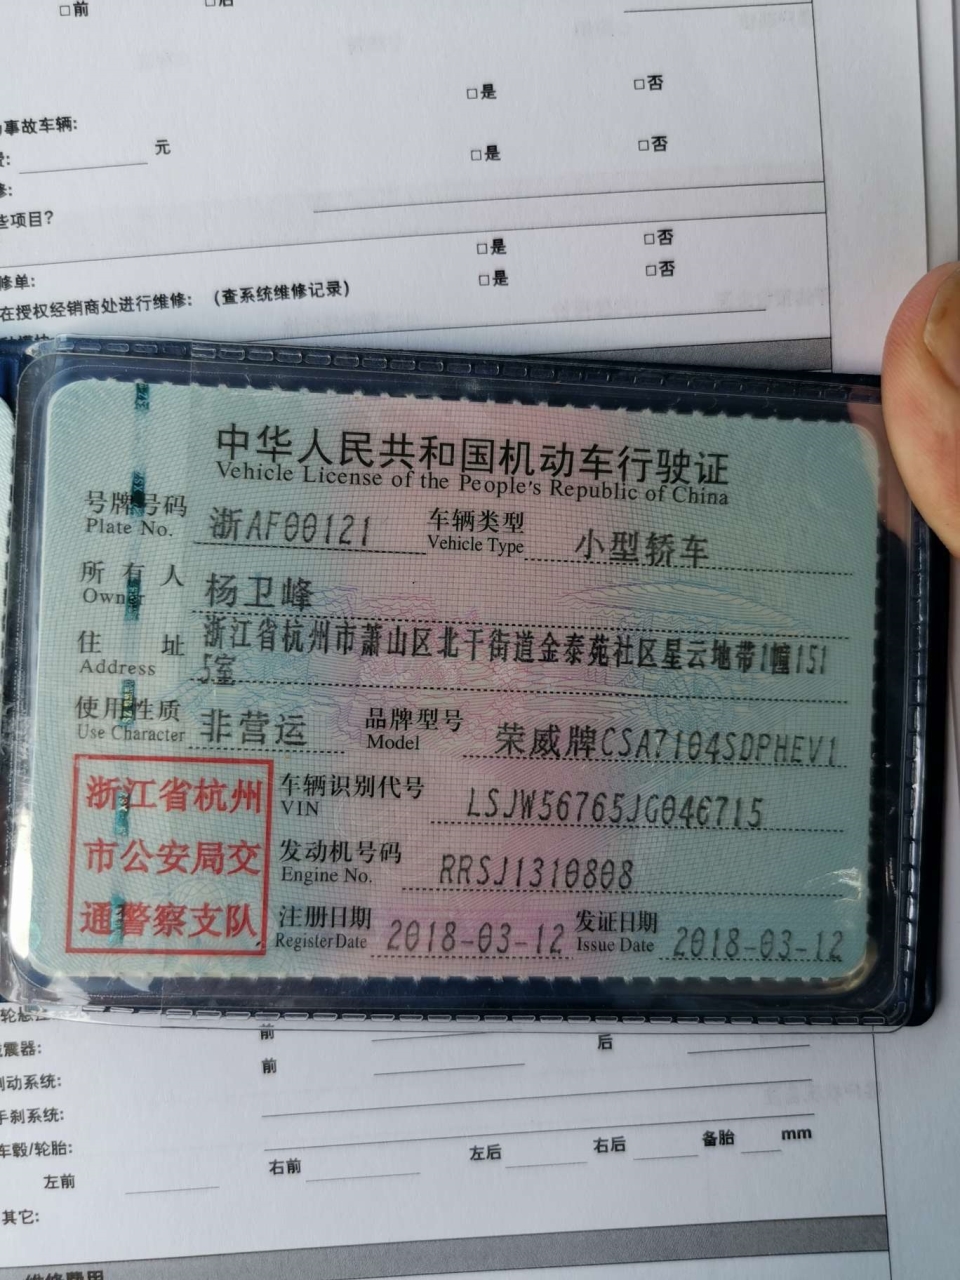 □前 □后
□是 □否
事故车辆:
元 □是 □否
些项目?
□是 □否
修单: □是 □否
在授权经销商处进行维修: (查系统维修记录)
中华人民共和国机动车行驶证
Vehicle License of the People's Republic of China
号牌号码 浙AF00121 车辆类型 小型轿车
Plate No. Vehicle Type
所有人 杨卫峰
Owner
住址 浙江省杭州市萧山区北干街道金泰苑社区星云地带1幢151
Address 5室
使用性质 非营运 品牌型号 荣威牌CSA7104SDPHEV1
Use Character Model
浙江省杭州
市公安局交
通警察支队
车辆识别代号 LSJW56765JG046715
VIN
发动机号码 RRSJ1310808
Engine No.
注册日期 2018-03-12 发证日期 2018-03-12
Register Date Issue Date
前
震器: 后
制动系统: 前
手刹系统:
车毂/轮胎:
左前 右前 左后 右后 备胎 mm
其它:
维修费用